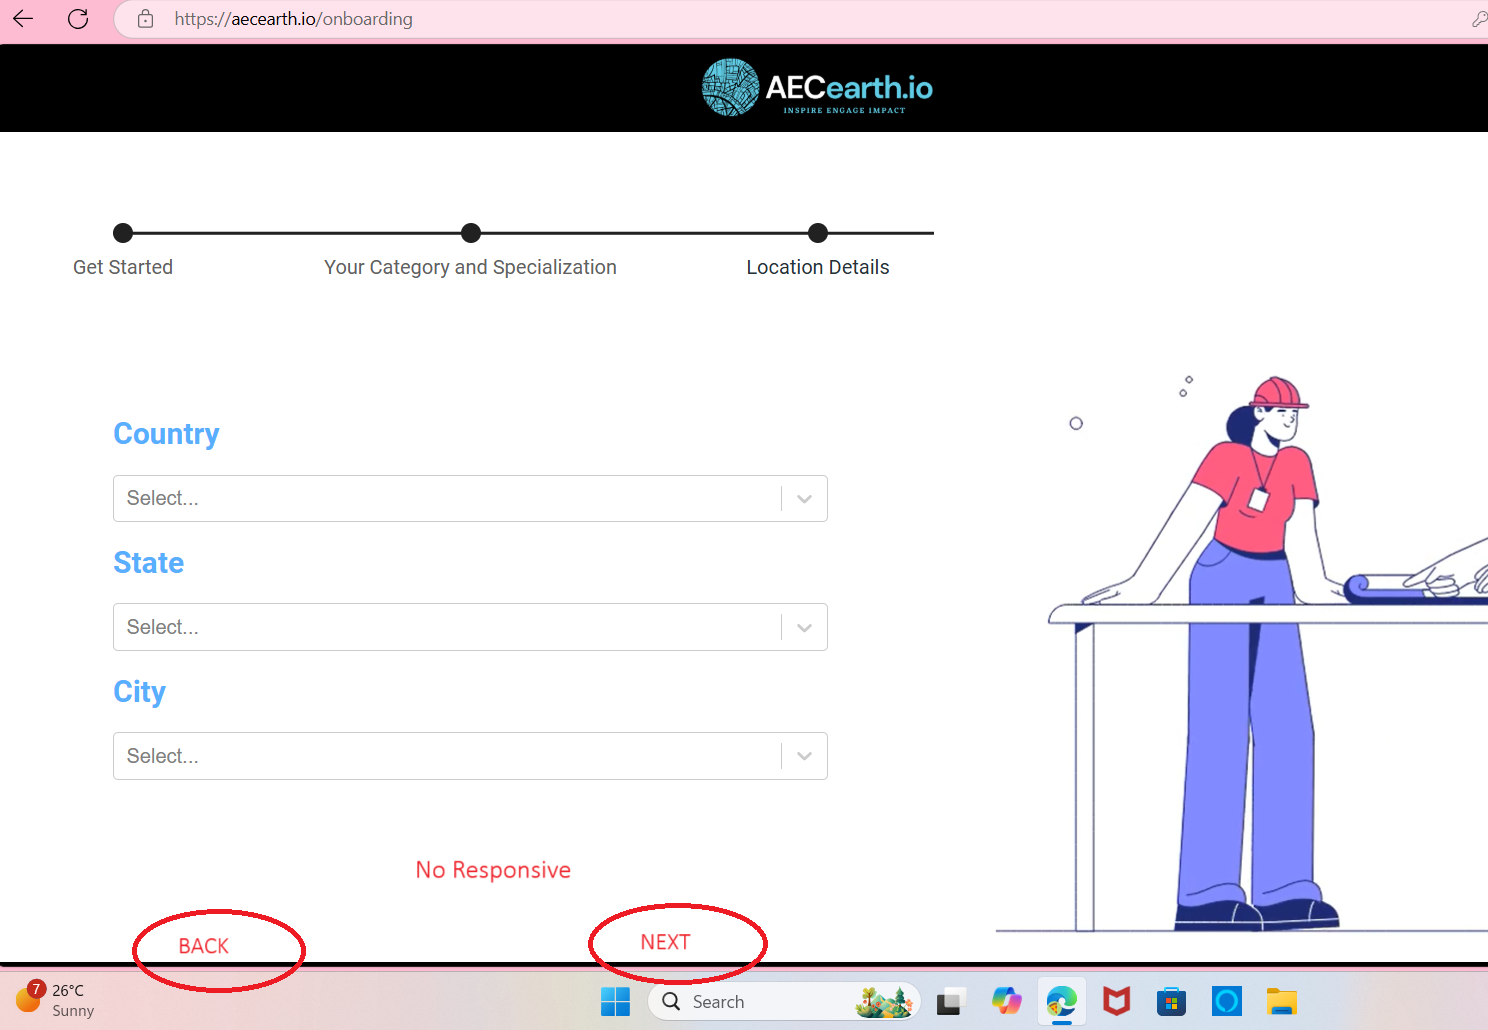 https://aecearth.io/onboarding
AECearth.io
INSPIRE ENGAGE IMPACT
Get Started
Your Category and Specialization
Location Details
Country
Select...
State
Select...
City
Select...
No Responsive
BACK
NEXT
7
26°C
Sunny
Search